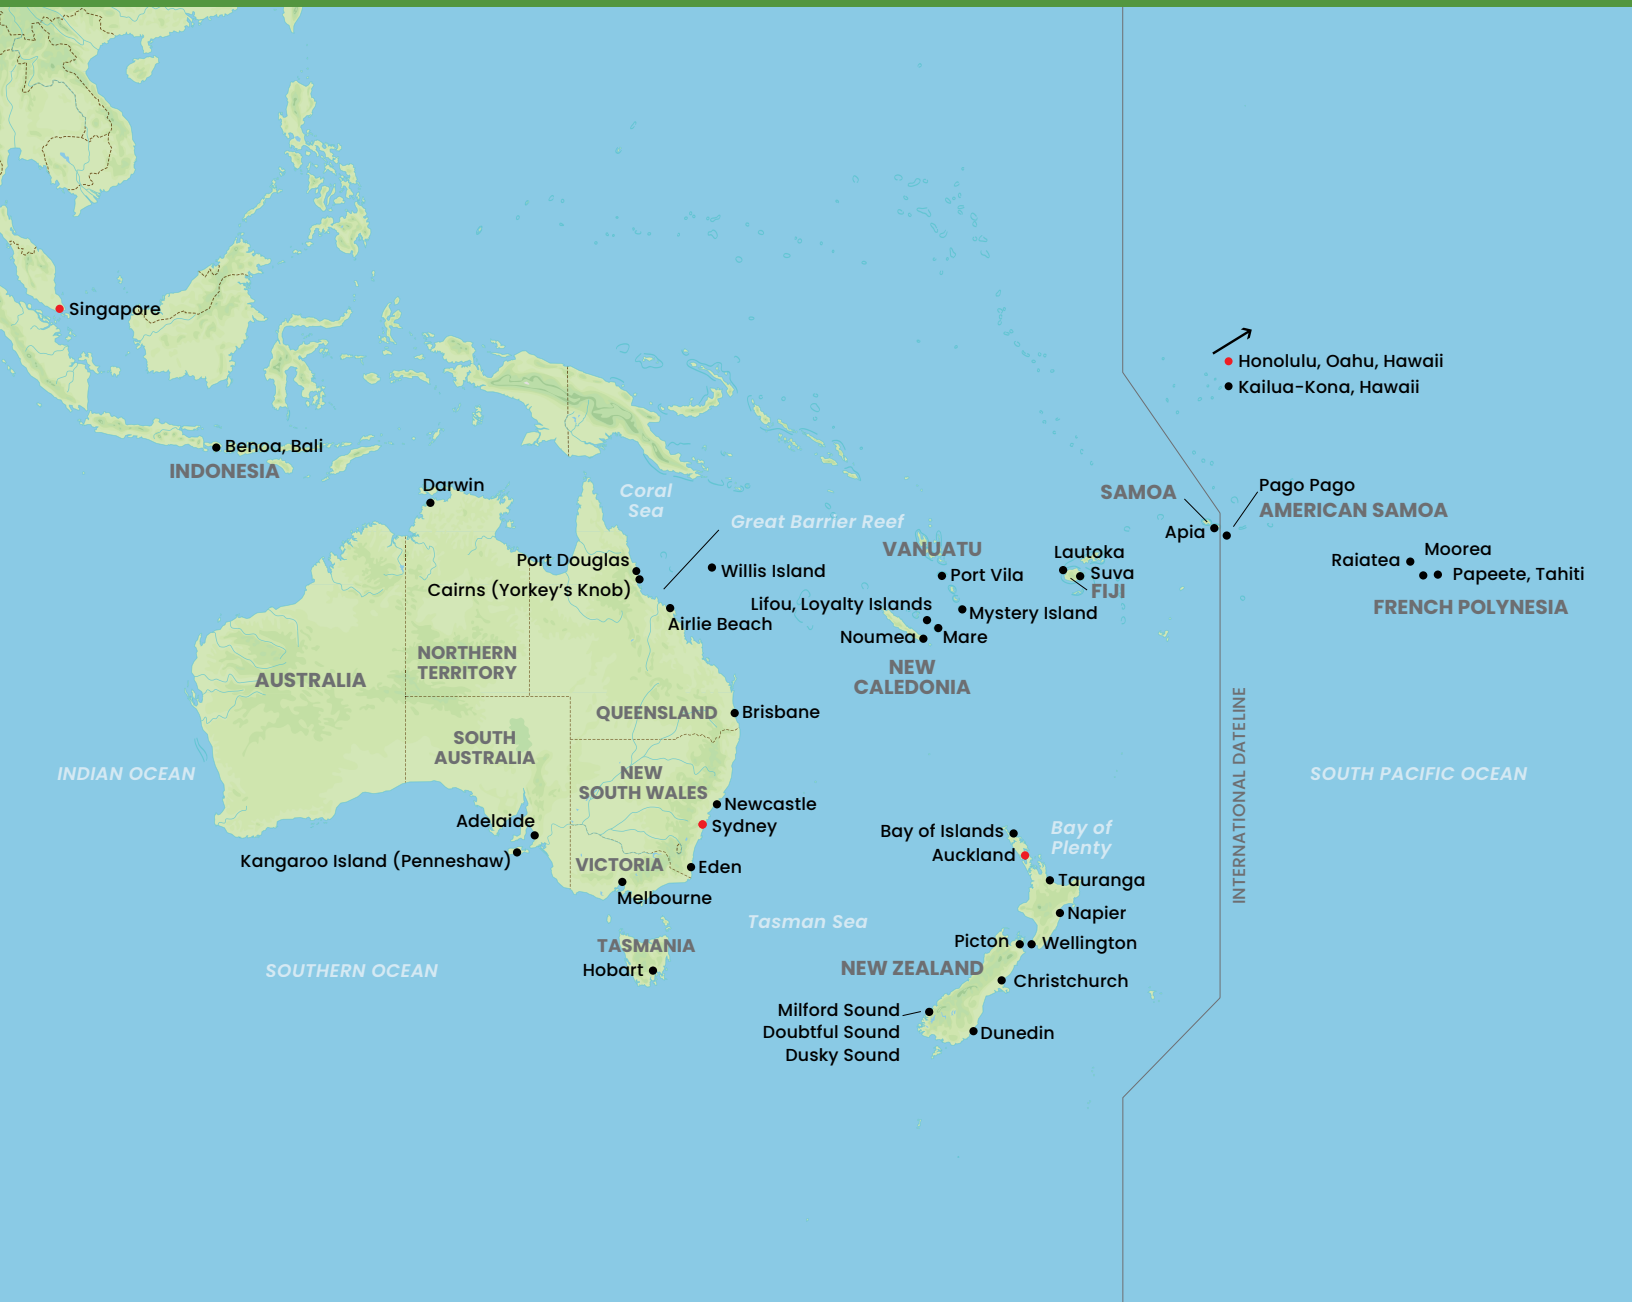 Singapore
Honolulu, Oahu, Hawaii
Kailua-Kona, Hawaii
Benoa, Bali
INDONESIA
Darwin
Coral
Sea
Great Barrier Reef
SAMOA
Pago Pago
AMERICAN SAMOA
Apia
VANUATU
Lautoka
Suva
FIJI
Raiatea
Moorea
Papeete, Tahiti
FRENCH POLYNESIA
Port Douglas
Cairns (Yorkey's Knob)
Willis Island
Port Vila
Airlie Beach
Lifou, Loyalty Islands
Mystery Island
Noumea
Mare
NEW
CALEDONIA
NORTHERN
TERRITORY
AUSTRALIA
QUEENSLAND
Brisbane
SOUTH
AUSTRALIA
NEW
SOUTH WALES
INDIAN OCEAN
SOUTH PACIFIC OCEAN
INTERNATIONAL DATELINE
Newcastle
Sydney
Adelaide
Kangaroo Island (Penneshaw)
VICTORIA
Eden
Melbourne
Bay of Islands
Bay of
Plenty
Auckland
Tauranga
Napier
Tasman Sea
TASMANIA
Hobart
Picton
Wellington
SOUTHERN OCEAN
NEW ZEALAND
Christchurch
Milford Sound
Doubtful Sound
Dusky Sound
Dunedin